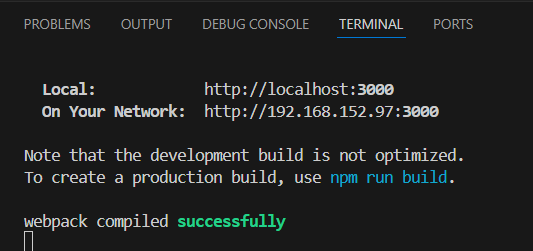 PROBLEMS OUTPUT DEBUG CONSOLE TERMINAL PORTS
Local: http://localhost:3000
On Your Network: http://192.168.152.97:3000
Note that the development build is not optimized.
To create a production build, use npm run build.
webpack compiled successfully